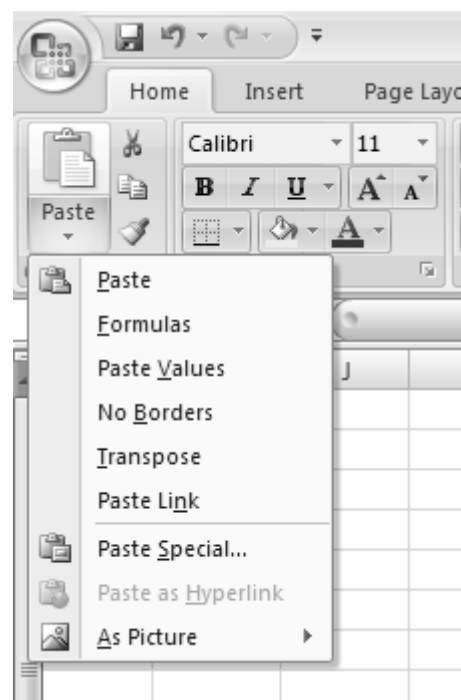 Home Insert Page Layo
Calibri 11
B I U A A
Paste A
Paste
Formulas
Paste Values
No Borders
Transpose
Paste Link
Paste Special...
Paste as Hyperlink
As Picture
J